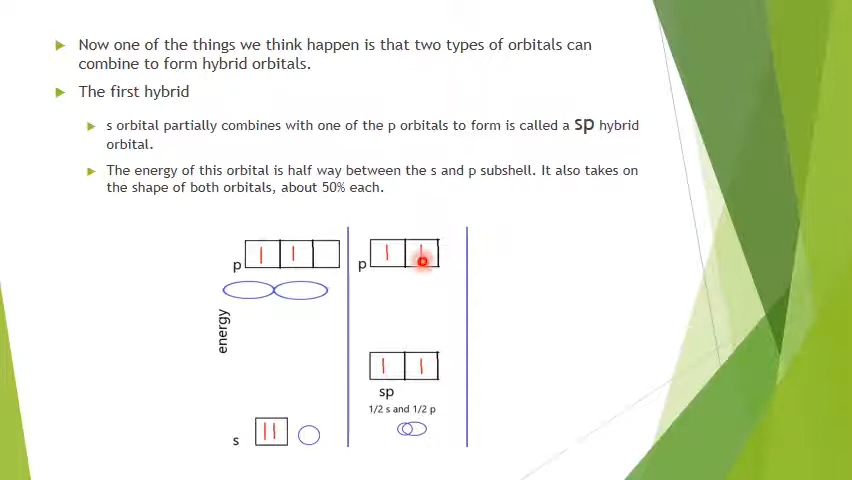 Now one of the things we think happen is that two types of orbitals can
combine to form hybrid orbitals.
The first hybrid
s orbital partially combines with one of the p orbitals to form is called a sp hybrid
orbital.
The energy of this orbital is half way between the s and p subshell. It also takes on
the shape of both orbitals, about 50% each.
p
p
energy
sp
1/2 s and 1/2 p
s